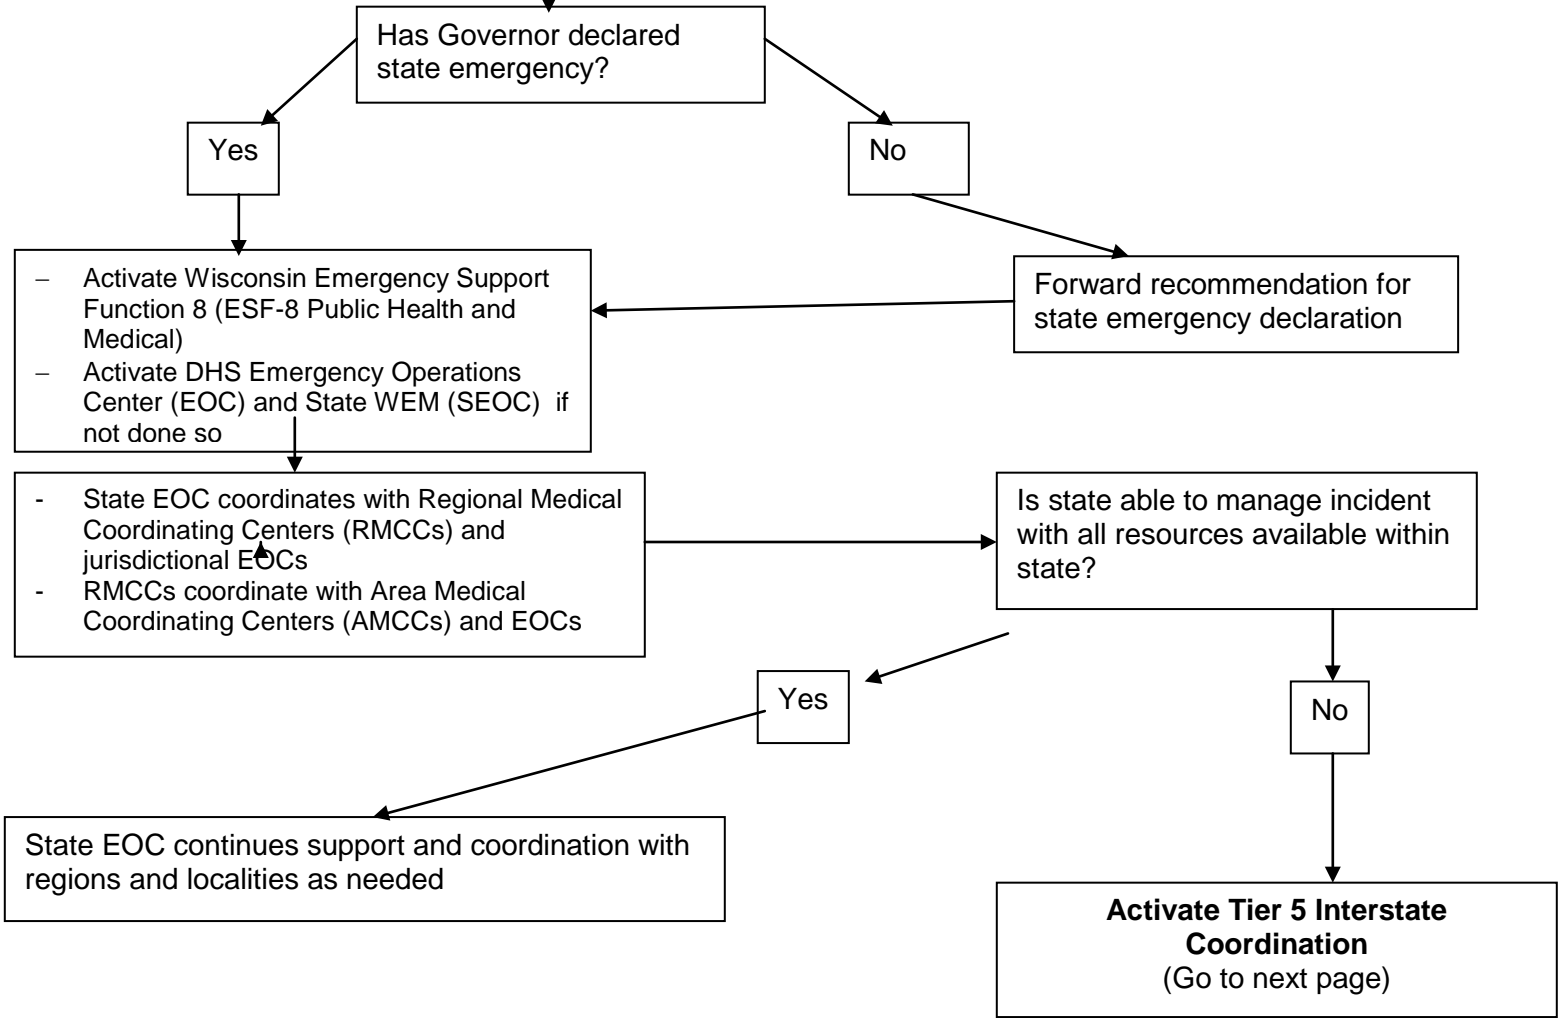 Has Governor declared
state emergency?
Yes
No
– Activate Wisconsin Emergency Support
Function 8 (ESF-8 Public Health and
Medical)
– Activate DHS Emergency Operations
Center (EOC) and State WEM (SEOC) if
not done so
Forward recommendation for
state emergency declaration
- State EOC coordinates with Regional Medical
Coordinating Centers (RMCCs) and
jurisdictional EOCs
- RMCCs coordinate with Area Medical
Coordinating Centers (AMCCs) and EOCs
Is state able to manage incident
with all resources available within
state?
Yes
No
State EOC continues support and coordination with
regions and localities as needed
Activate Tier 5 Interstate
Coordination
(Go to next page)